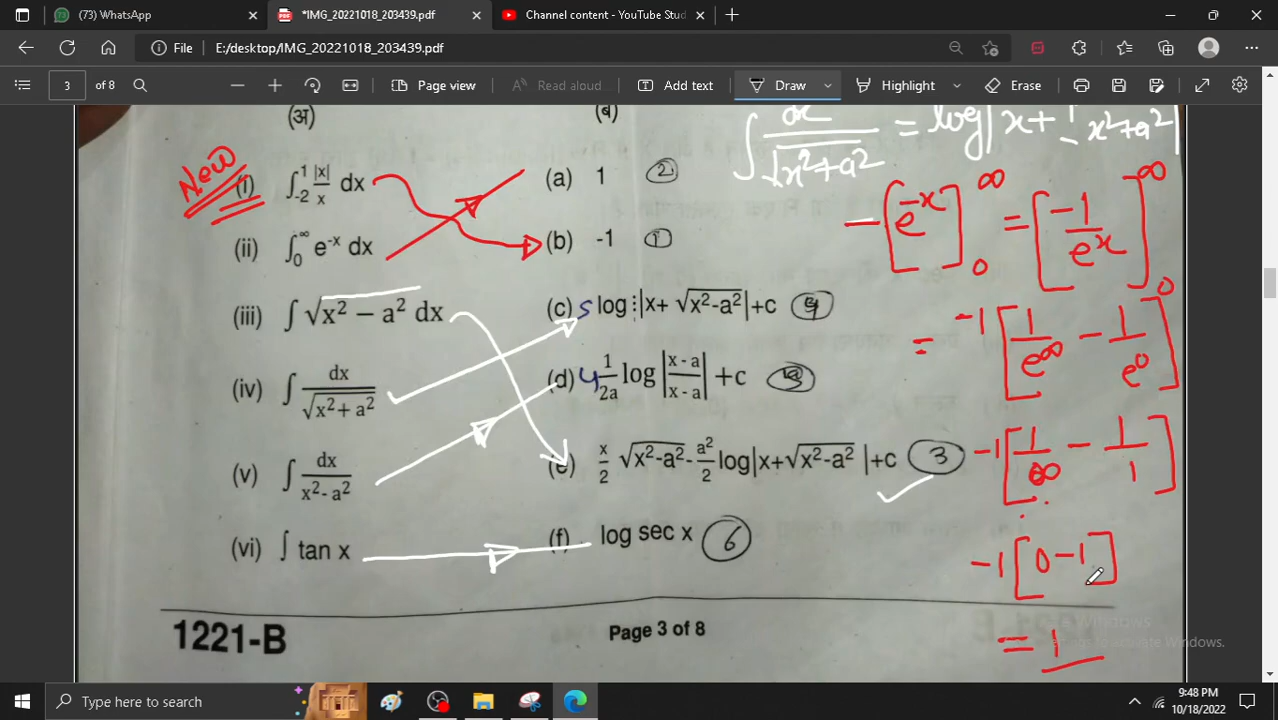 (73) WhatsApp
*IMG_20221018_203439.pdf
Channel content - YouTube Stud
File E:/desktop/IMG_20221018_203439.pdf
3 of 8
Page view
Read aloud
Add text
Draw
Highlight
Erase
(अ) (ब)
∫ dx/√x²+a² = log|x+ x²+a²|
New
(i) ∫₋₂¹ |x|/x dx (a) 1 ②
(ii) ∫₀^∞ e⁻ˣ dx (b) -1 ①
(iii) ∫ √x² − a² dx (c) 5 log |x+ √x²-a²|+c
(iv) ∫ dx/√x² + a² (d) 4 1/2a log |x - a/x - a| + c
(v) ∫ dx/x² - a² (e) x/2 √x²-a² - a²/2 log|x+√x²-a² |+c ③
(vi) ∫ tan x (f) log sec x ⑥
−[e⁻ˣ]₀^∞ = [−1/eˣ]₀^∞
= −1[1/e^∞ − 1/e⁰]
−1[1/∞ − 1/1]
−1[0−1]
= 1
1221-B
Page 3 of 8
Windows
to activate Windows.
Type here to search
9:48 PM
10/18/2022